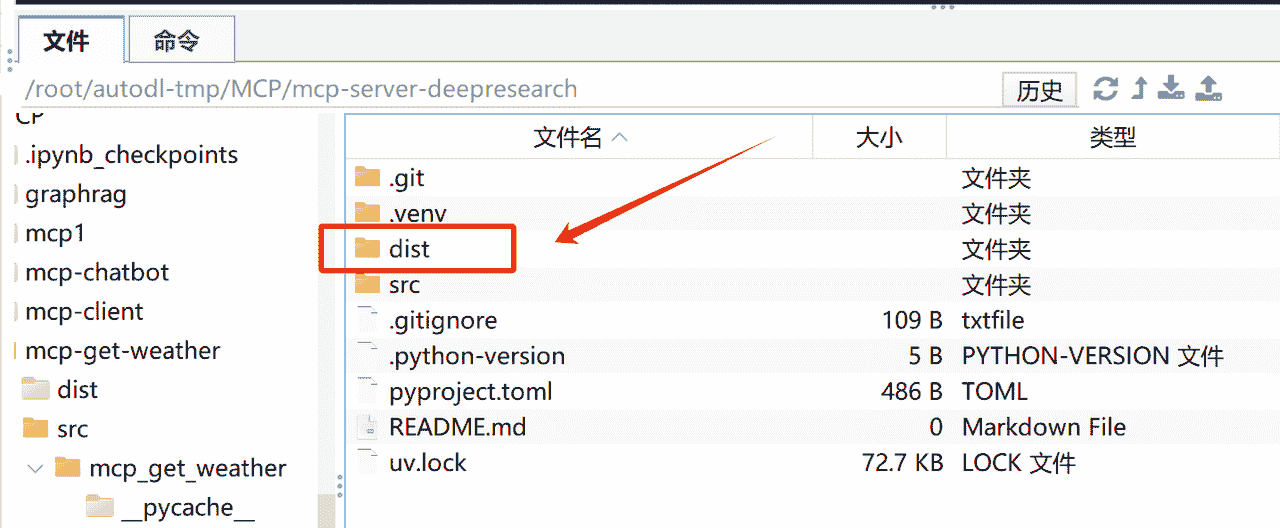 文件 命令
/root/autodl-tmp/MCP/mcp-server-deepresearch 历史
CP
.ipynb_checkpoints
graphrag
mcp1
mcp-chatbot
mcp-client
mcp-get-weather
dist
src
mcp_get_weather
__pycache__
文件名 大小 类型
.git 文件夹
.venv 文件夹
dist 文件夹
src 文件夹
.gitignore 109 B txtfile
.python-version 5 B PYTHON-VERSION 文件
pyproject.toml 486 B TOML
README.md 0 Markdown File
uv.lock 72.7 KB LOCK 文件